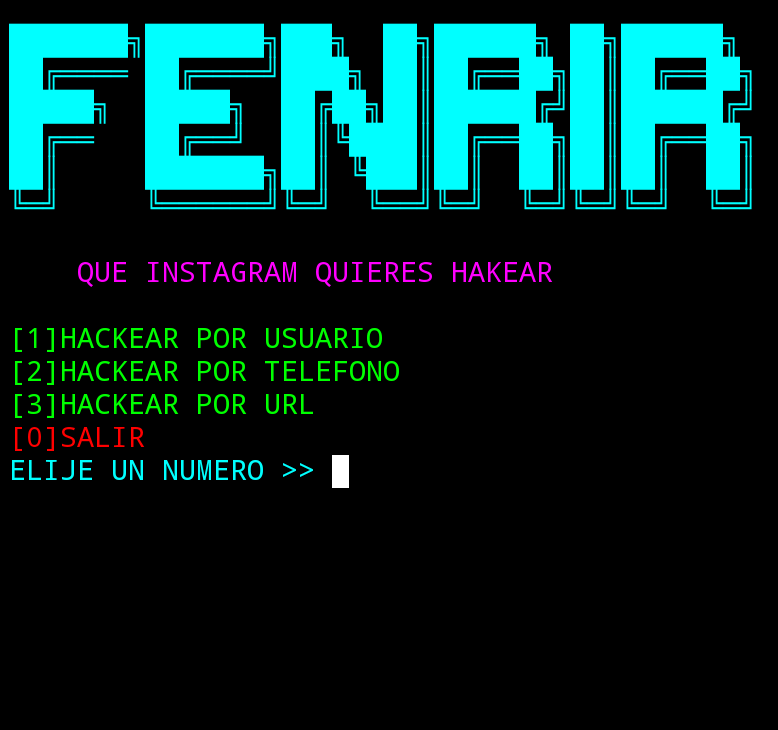 FENRIR
QUE INSTAGRAM QUIERES HAKEAR
[1]HACKEAR POR USUARIO
[2]HACKEAR POR TELEFONO
[3]HACKEAR POR URL
[0]SALIR
ELIJE UN NUMERO >>